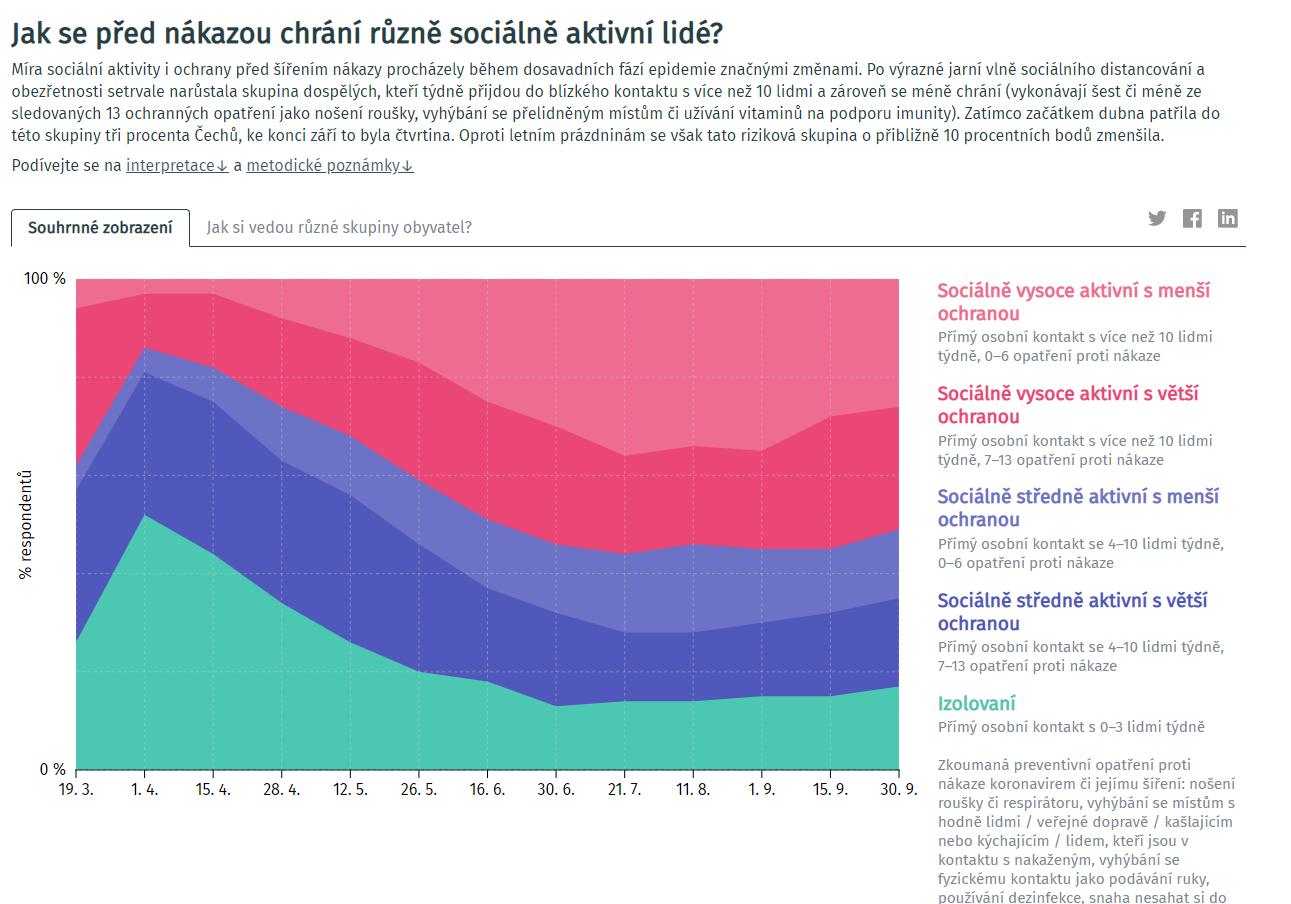 Jak se před nákazou chrání různě sociálně aktivní lidé?
Míra sociální aktivity i ochrany před šířením nákazy procházely během dosavadních fází epidemie značnými změnami. Po výrazné jarní vlně sociálního distancování a
obezřetnosti setrvale narůstala skupina dospělých, kteří týdně přijdou do blízkého kontaktu s více než 10 lidmi a zároveň se méně chrání (vykonávají šest či méně ze
sledovaných 13 ochranných opatření jako nošení roušky, vyhýbání se přelidněným místům či užívání vitaminů na podporu imunity). Zatímco začátkem dubna patřila do
této skupiny tři procenta Čechů, ke konci září to byla čtvrtina. Oproti letním prázdninám se však tato riziková skupina o přibližně 10 procentních bodů zmenšila.
Podívejte se na interpretace↓ a metodické poznámky↓
Souhrnné zobrazení
Jak si vedou různé skupiny obyvatel?
100 %
% respondentů
0 %
19. 3. 1. 4. 15. 4. 28. 4. 12. 5. 26. 5. 16. 6. 30. 6. 21. 7. 11. 8. 1. 9. 15. 9. 30. 9.
Sociálně vysoce aktivní s menší
ochranou
Přímý osobní kontakt s více než 10 lidmi
týdně, 0–6 opatření proti nákaze
Sociálně vysoce aktivní s větší
ochranou
Přímý osobní kontakt s více než 10 lidmi
týdně, 7–13 opatření proti nákaze
Sociálně středně aktivní s menší
ochranou
Přímý osobní kontakt se 4–10 lidmi týdně,
0–6 opatření proti nákaze
Sociálně středně aktivní s větší
ochranou
Přímý osobní kontakt se 4–10 lidmi týdně,
7–13 opatření proti nákaze
Izolovaní
Přímý osobní kontakt s 0–3 lidmi týdně
Zkoumaná preventivní opatření proti
nákaze koronavirem či jejímu šíření: nošení
roušky či respirátoru, vyhýbání se místům s
hodně lidmi / veřejné dopravě / kašlajícím
nebo kýchajícím / lidem, kteří jsou v
kontaktu s nakaženým, vyhýbání se
fyzickému kontaktu jako podávání ruky,
používání dezinfekce, snaha nesahat si do